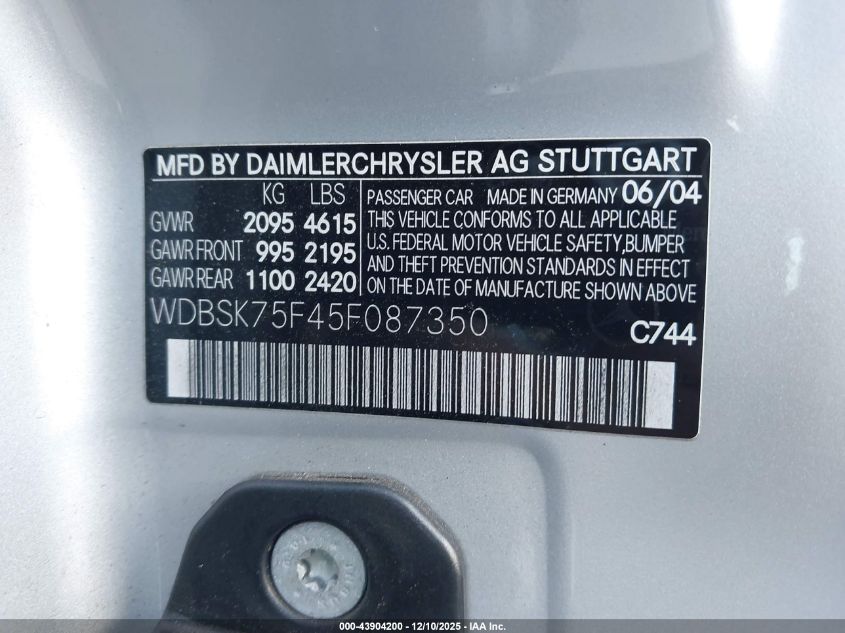 MFD BY DAIMLERCHRYSLER AG STUTTGART
KG LBS
GVWR 2095 4615
GAWR FRONT 995 2195
GAWR REAR 1100 2420
PASSENGER CAR MADE IN GERMANY 06/04
THIS VEHICLE CONFORMS TO ALL APPLICABLE
U.S. FEDERAL MOTOR VEHICLE SAFETY,BUMPER
AND THEFT PREVENTION STANDARDS IN EFFECT
ON THE DATE OF MANUFACTURE SHOWN ABOVE
WDBSK75F45F087350
C744
000-43904200 - 12/10/2025 - IAA Inc.